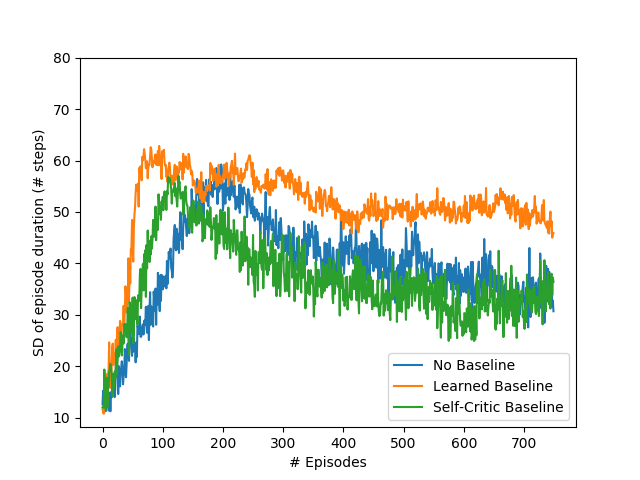 80
70
60
50
40
30
20
10
SD of episode duration (# steps)
No Baseline
Learned Baseline
Self-Critic Baseline
0 100 200 300 400 500 600 700
# Episodes